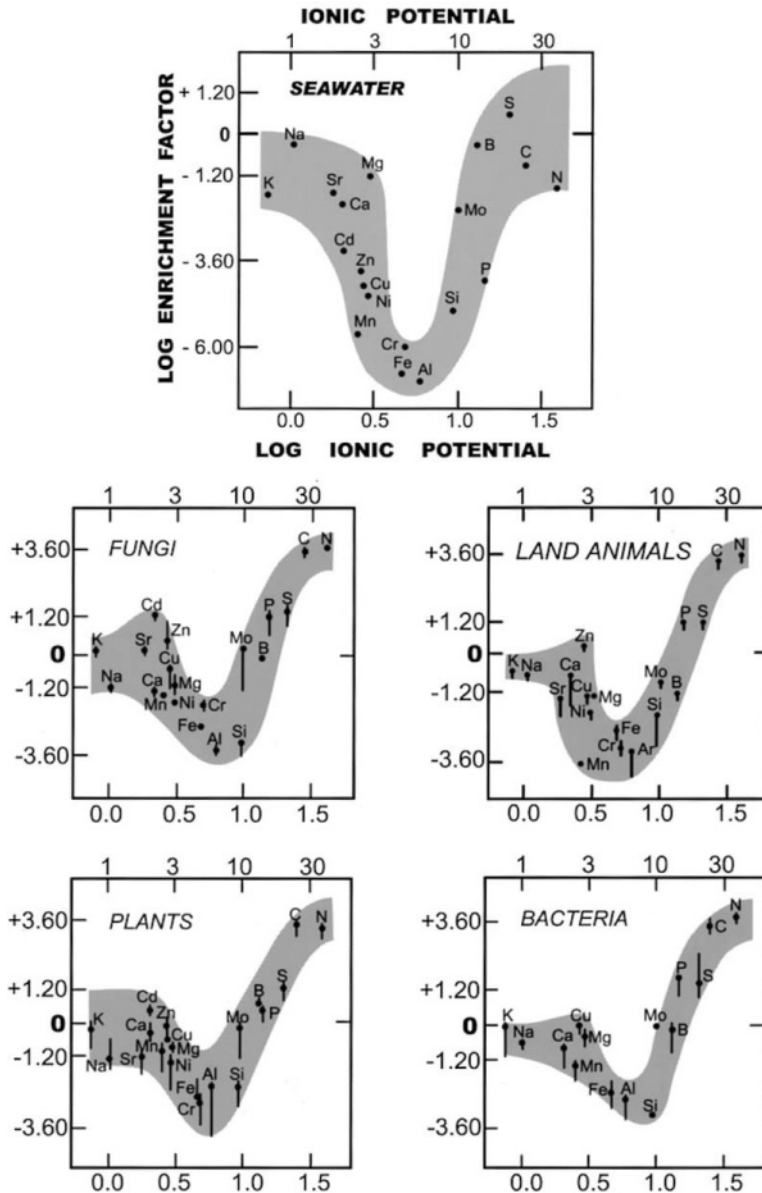 IONIC POTENTIAL
1 3 10 30
LOG ENRICHMENT FACTOR
+ 1.20
0
- 1.20
- 3.60
- 6.00
SEAWATER
S
Na
B
Mg
C
K
Sr
N
Ca
Mo
Cd
Zn
P
Cu
Ni
Si
Mn
Cr
Fe
Al
0.0 0.5 1.0 1.5
LOG IONIC POTENTIAL
1 3 10 30
+3.60
+1.20
0
-1.20
-3.60
FUNGI
C N
Cd
P S
Zn
K
Sr
Mo
B
Cu
Na
Ca
Mg
Mn
Ni
Cr
Fe
Al
Si
0.0 0.5 1.0 1.5
1 3 10 30
+3.60
+1.20
0
-1.20
-3.60
LAND ANIMALS
C N
P S
Zn
K Na
Ca
Mo
Sr
Cu
Mg
B
Ni
Si
Fe
Cr
Ar
Mn
0.0 0.5 1.0 1.5
1 3 10 30
+3.60
+1.20
0
-1.20
-3.60
PLANTS
C N
S
Cd
B
P
K
Zn
Mo
Ca
Cu
Mn
Mg
Na
Sr
Ni
Fe
Al
Si
Cr
0.0 0.5 1.0 1.5
1 3 10 30
+3.60
+1.20
0
-1.20
-3.60
BACTERIA
N
C
P
S
K
Cu
Mo
Na
Ca
Mg
B
Mn
Fe
Al
Si
0.0 0.5 1.0 1.5